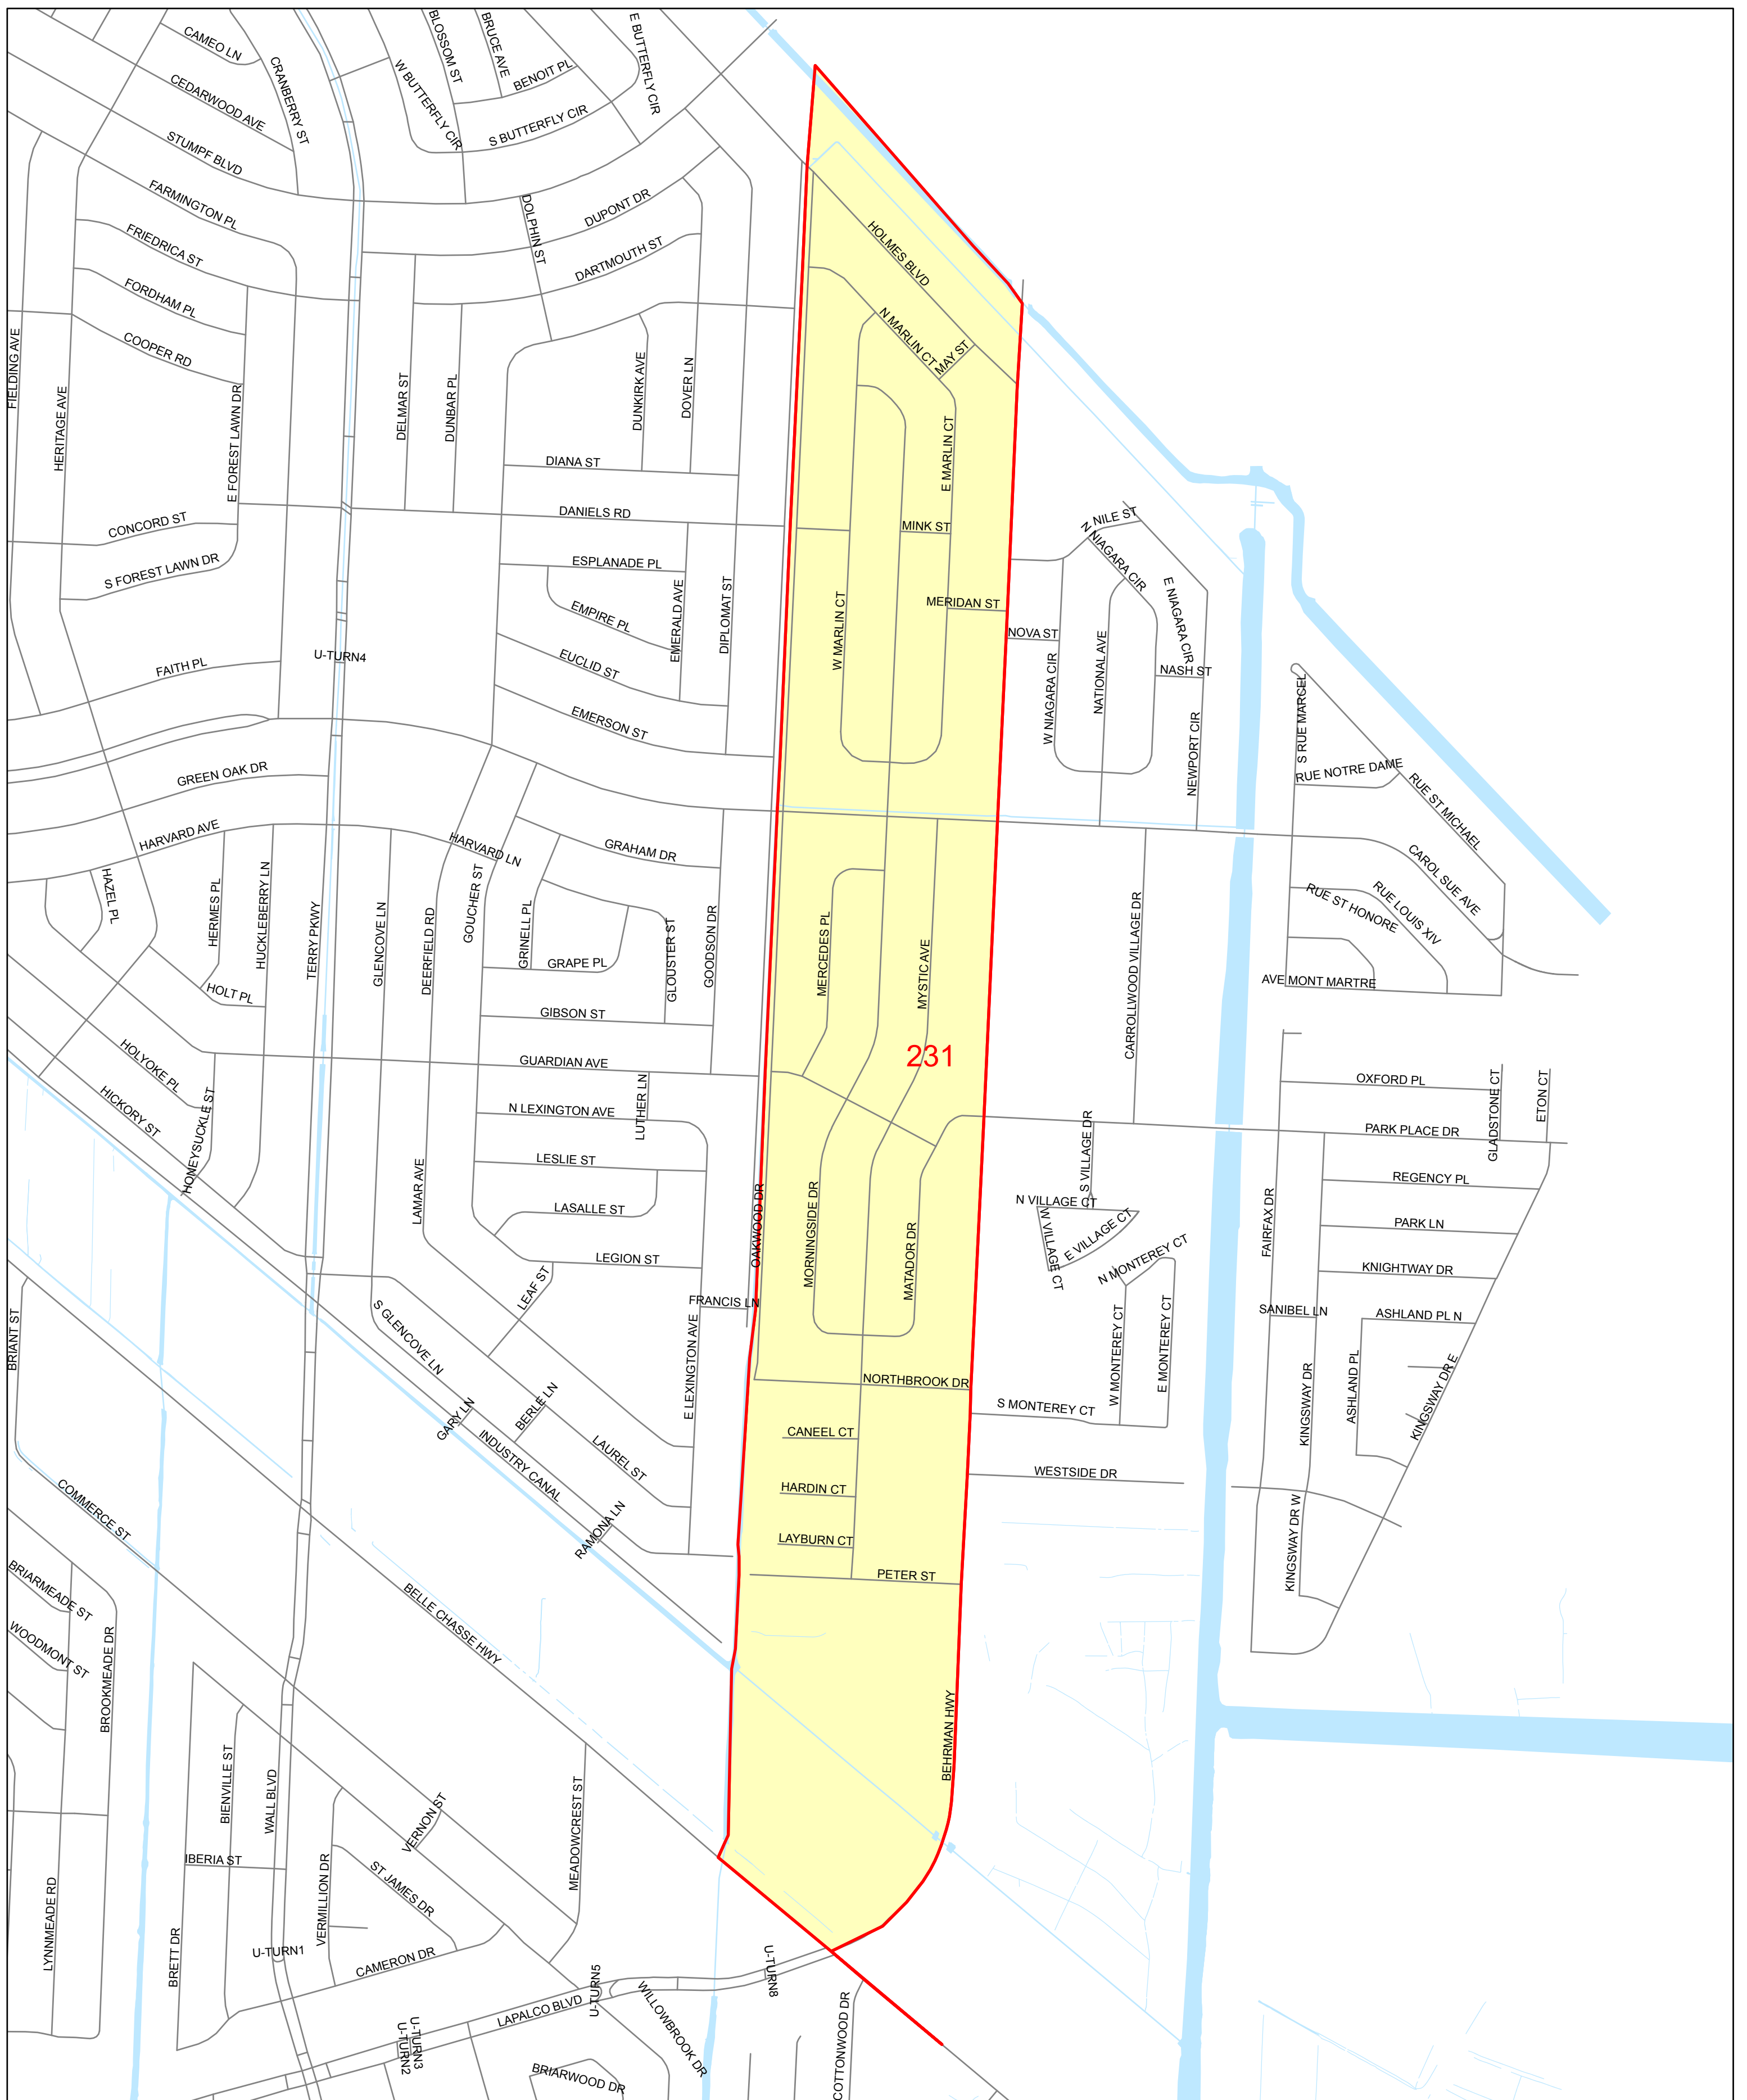 CAMEO LN
CEDARWOOD AVE
STUMPF BLVD
CRANBERRY ST
W BUTTERFLY CIR
BLOSSOM ST
BRUCE AVE
BENOIT PL
S BUTTERFLY CIR
E BUTTERFLY CIR
FARMINGTON PL
FRIEDRICA ST
FORDHAM PL
COOPER RD
FIELDING AVE
HERITAGE AVE
E FOREST LAWN DR
DOLPHIN ST
DUPONT DR
DARTMOUTH ST
DELMAR ST
DUNBAR PL
DUNKIRK AVE
DOVER LN
HOLMES BLVD
N MARLIN CT
MAY ST
E MARLIN CT
DIANA ST
DANIELS RD
CONCORD ST
S FOREST LAWN DR
ESPLANADE PL
EMPIRE PL
EMERALD AVE
DIPLOMAT ST
EUCLID ST
EMERSON ST
MINK ST
MERIDAN ST
W MARLIN CT
N NILE ST
N NIAGARA CIR
E NIAGARA CIR
NOVA ST
W NIAGARA CIR
NATIONAL AVE
NASH ST
NEWPORT CIR
FAITH PL
U-TURN4
S RUE MARCEL
RUE NOTRE DAME
RUE ST MICHAEL
GREEN OAK DR
HARVARD AVE
HARVARD LN
GRAHAM DR
CAROL SUE AVE
RUE LOUIS XIV
RUE ST HONORE
AVE MONT MARTRE
HAZEL PL
HERMES PL
HUCKLEBERRY LN
TERRY PKWY
GLENCOVE LN
DEERFIELD RD
GOUCHER ST
GRINELL PL
GRAPE PL
GLOUSTER ST
GOODSON DR
MERCEDES PL
MYSTIC AVE
CARROLLWOOD VILLAGE DR
HOLT PL
GIBSON ST
231
GUARDIAN AVE
HOLYOKE PL
HICKORY ST
HONEYSUCKLE ST
N LEXINGTON AVE
LUTHER LN
OXFORD PL
GLADSTONE CT
ETON CT
PARK PLACE DR
LESLIE ST
LAMAR AVE
LASALLE ST
OAKWOOD DR
MORNINGSIDE DR
MATADOR DR
S VILLAGE DR
N VILLAGE CT
W VILLAGE CT
E VILLAGE CT
FAIRFAX DR
REGENCY PL
PARK LN
LEGION ST
LEAF ST
FRANCIS LN
N MONTEREY CT
KNIGHTWAY DR
SANIBEL LN
ASHLAND PL N
BRIANT ST
S GLENCOVE LN
E LEXINGTON AVE
W MONTEREY CT
E MONTEREY CT
NORTHBROOK DR
S MONTEREY CT
KINGSWAY DR
ASHLAND PL
KINGSWAY DR E
GARY LN
BERLE LN
INDUSTRY CANAL
LAUREL ST
CANEEL CT
WESTSIDE DR
HARDIN CT
COMMERCE ST
RAMONA LN
LAYBURN CT
KINGSWAY DR W
PETER ST
BRIARMEADE ST
WOODMONT ST
BROOKMEADE DR
BELLE CHASSE HWY
BEHRMAN HWY
BIENVILLE ST
WALL BLVD
VERNON ST
MEADOWCREST ST
IBERIA ST
VERMILLION DR
ST JAMES DR
LYNNMEADE RD
BRETT DR
U-TURN1
CAMERON DR
U-TURN5
U-TURN8
LAPALCO BLVD
WILLOWBROOK DR
COTTONWOOD DR
U-TURN3
U-TURN2
BRIARWOOD DR